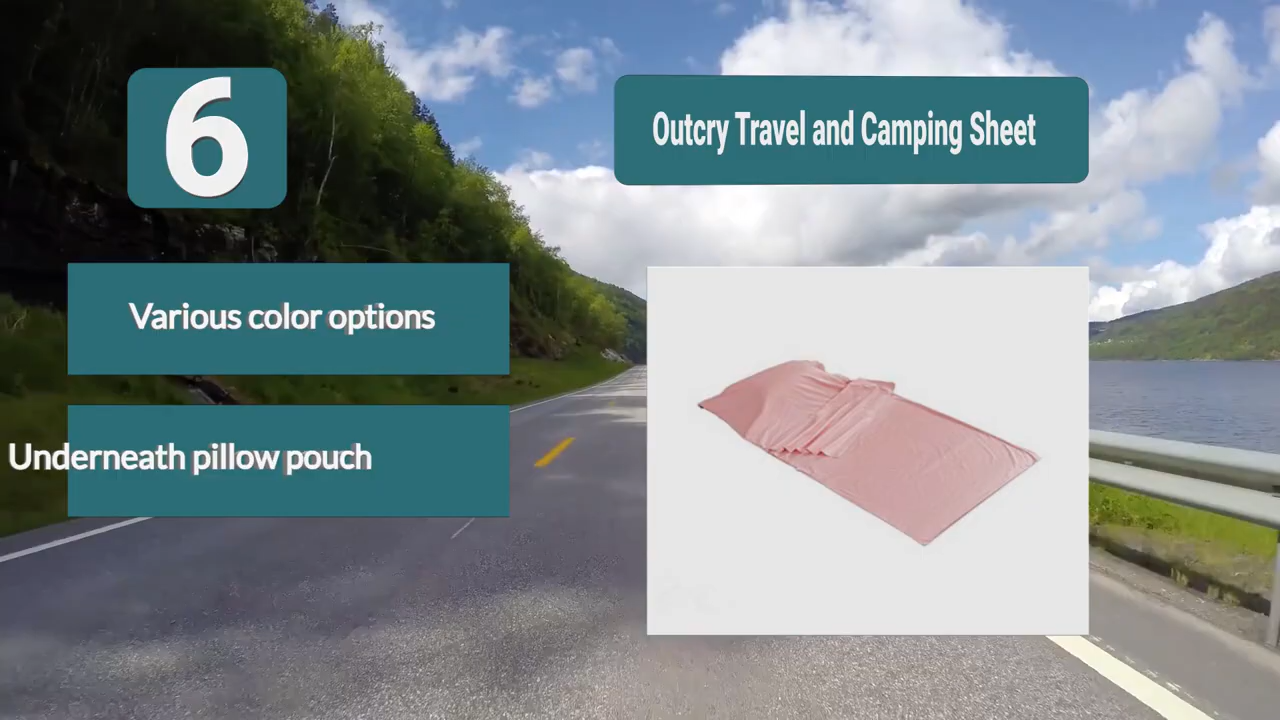 6
Outcry Travel and Camping Sheet
Various color options
Underneath pillow pouch